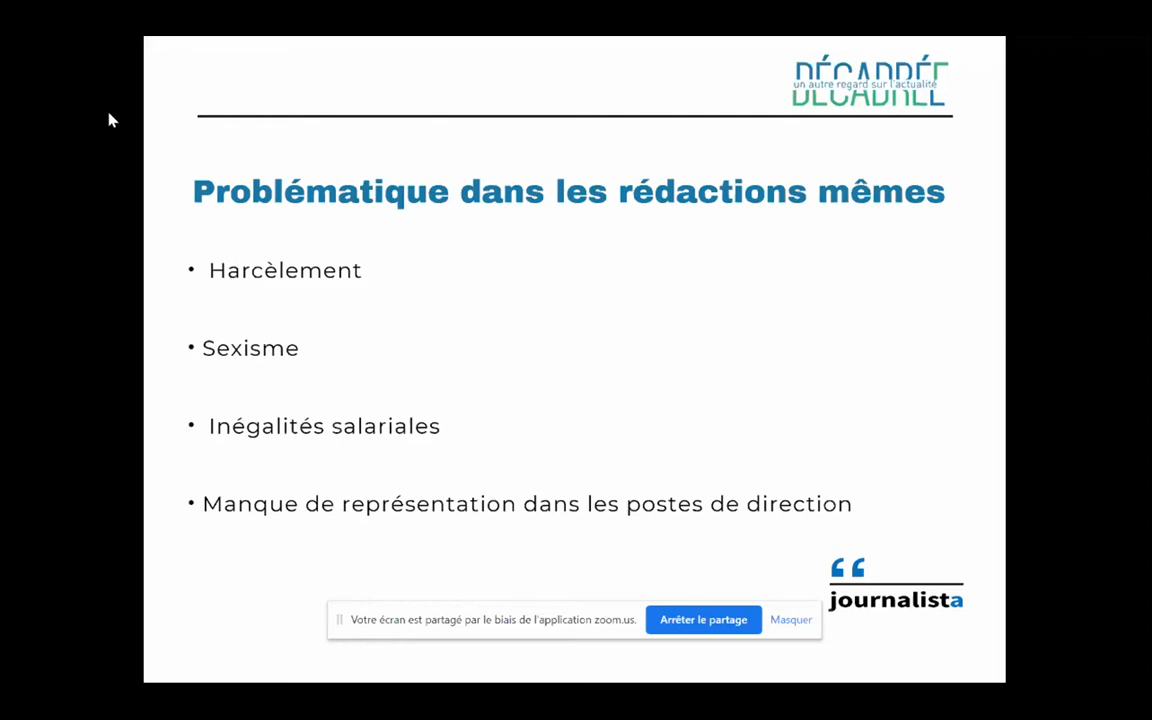 DÉCADRÉE
un autre regard sur l'actualité
Problématique dans les rédactions mêmes
• Harcèlement
• Sexisme
• Inégalités salariales
• Manque de représentation dans les postes de direction
journalista
Votre écran est partagé par le biais de l'application zoom.us. Arrêter le partage Masquer